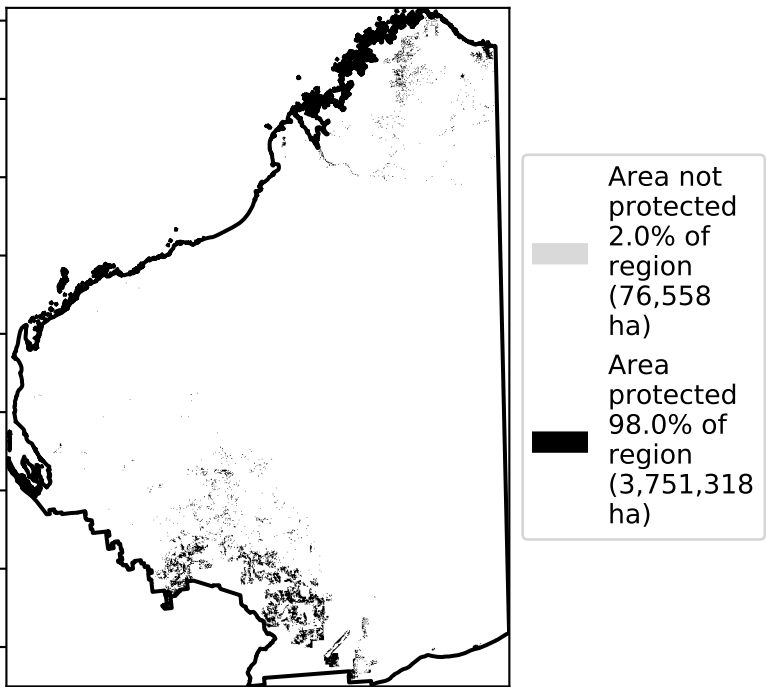 Area not
protected
2.0% of
region
(76,558
ha)
Area
protected
98.0% of
region
(3,751,318
ha)